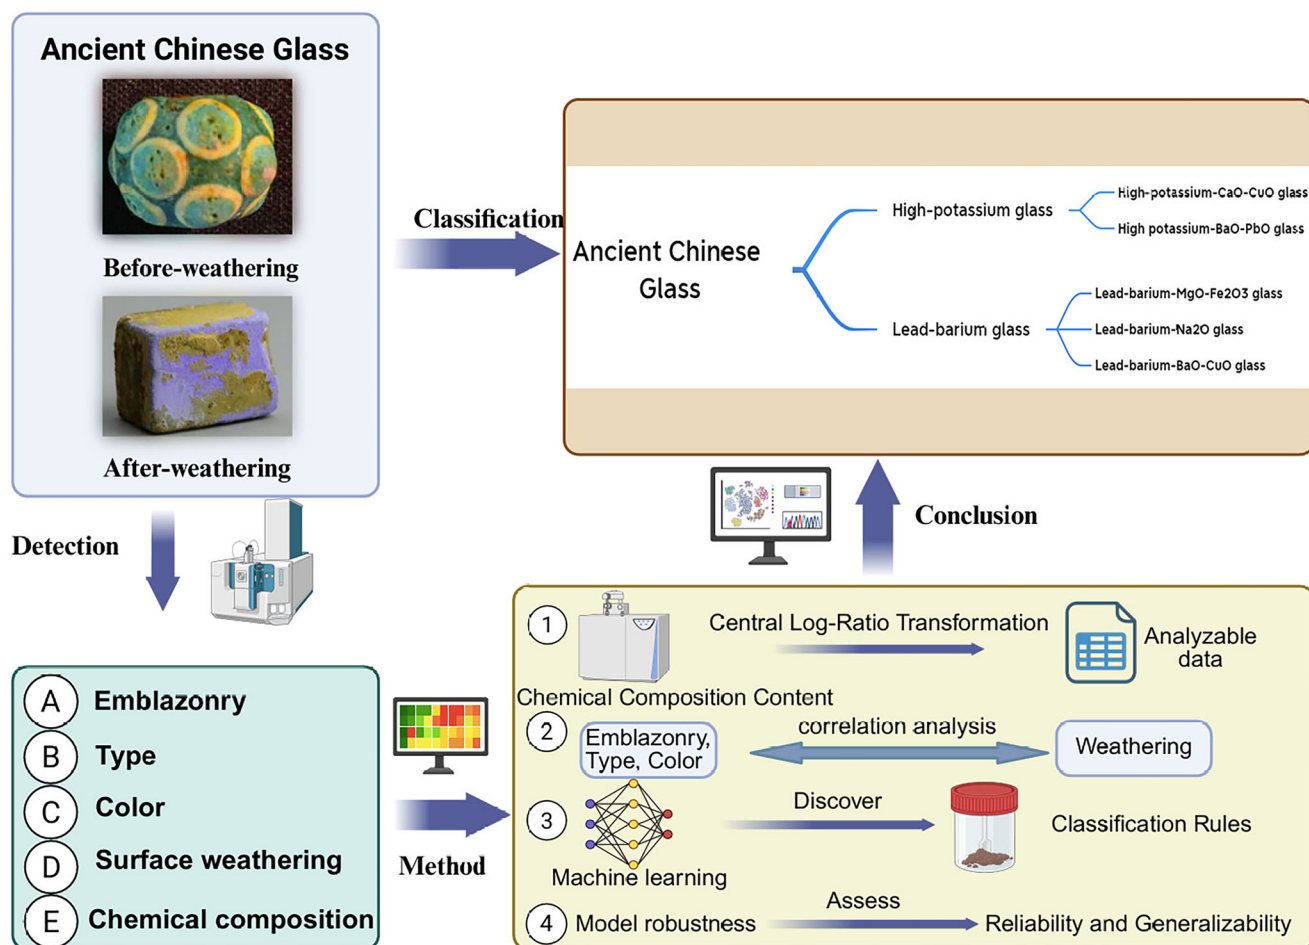 Ancient Chinese Glass
Before-weathering
After-weathering
Classification
Ancient Chinese
Glass
High-potassium glass
High-potassium-CaO-CuO glass
High potassium-BaO-PbO glass
Lead-barium glass
Lead-barium-MgO-Fe2O3 glass
Lead-barium-Na2O glass
Lead-barium-BaO-CuO glass
Detection
A Emblazonry
B Type
C Color
D Surface weathering
E Chemical composition
Method
Conclusion
1
Chemical Composition Content
Central Log-Ratio Transformation
Analyzable
data
2
Emblazonry,
Type, Color
correlation analysis
Weathering
3
Machine learning
Discover
Classification Rules
4 Model robustness
Assess
Reliability and Generalizability